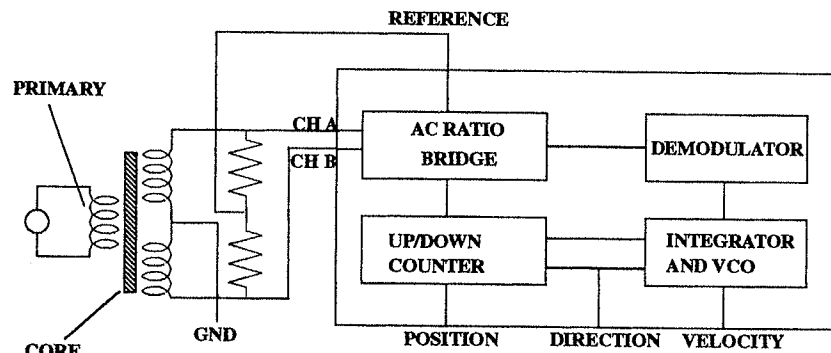 REFERENCE
PRIMARY
CH A
CH B
AC RATIO
BRIDGE
DEMODULATOR
UP/DOWN
COUNTER
INTEGRATOR
AND VCO
GND
CORE
POSITION
DIRECTION
VELOCITY